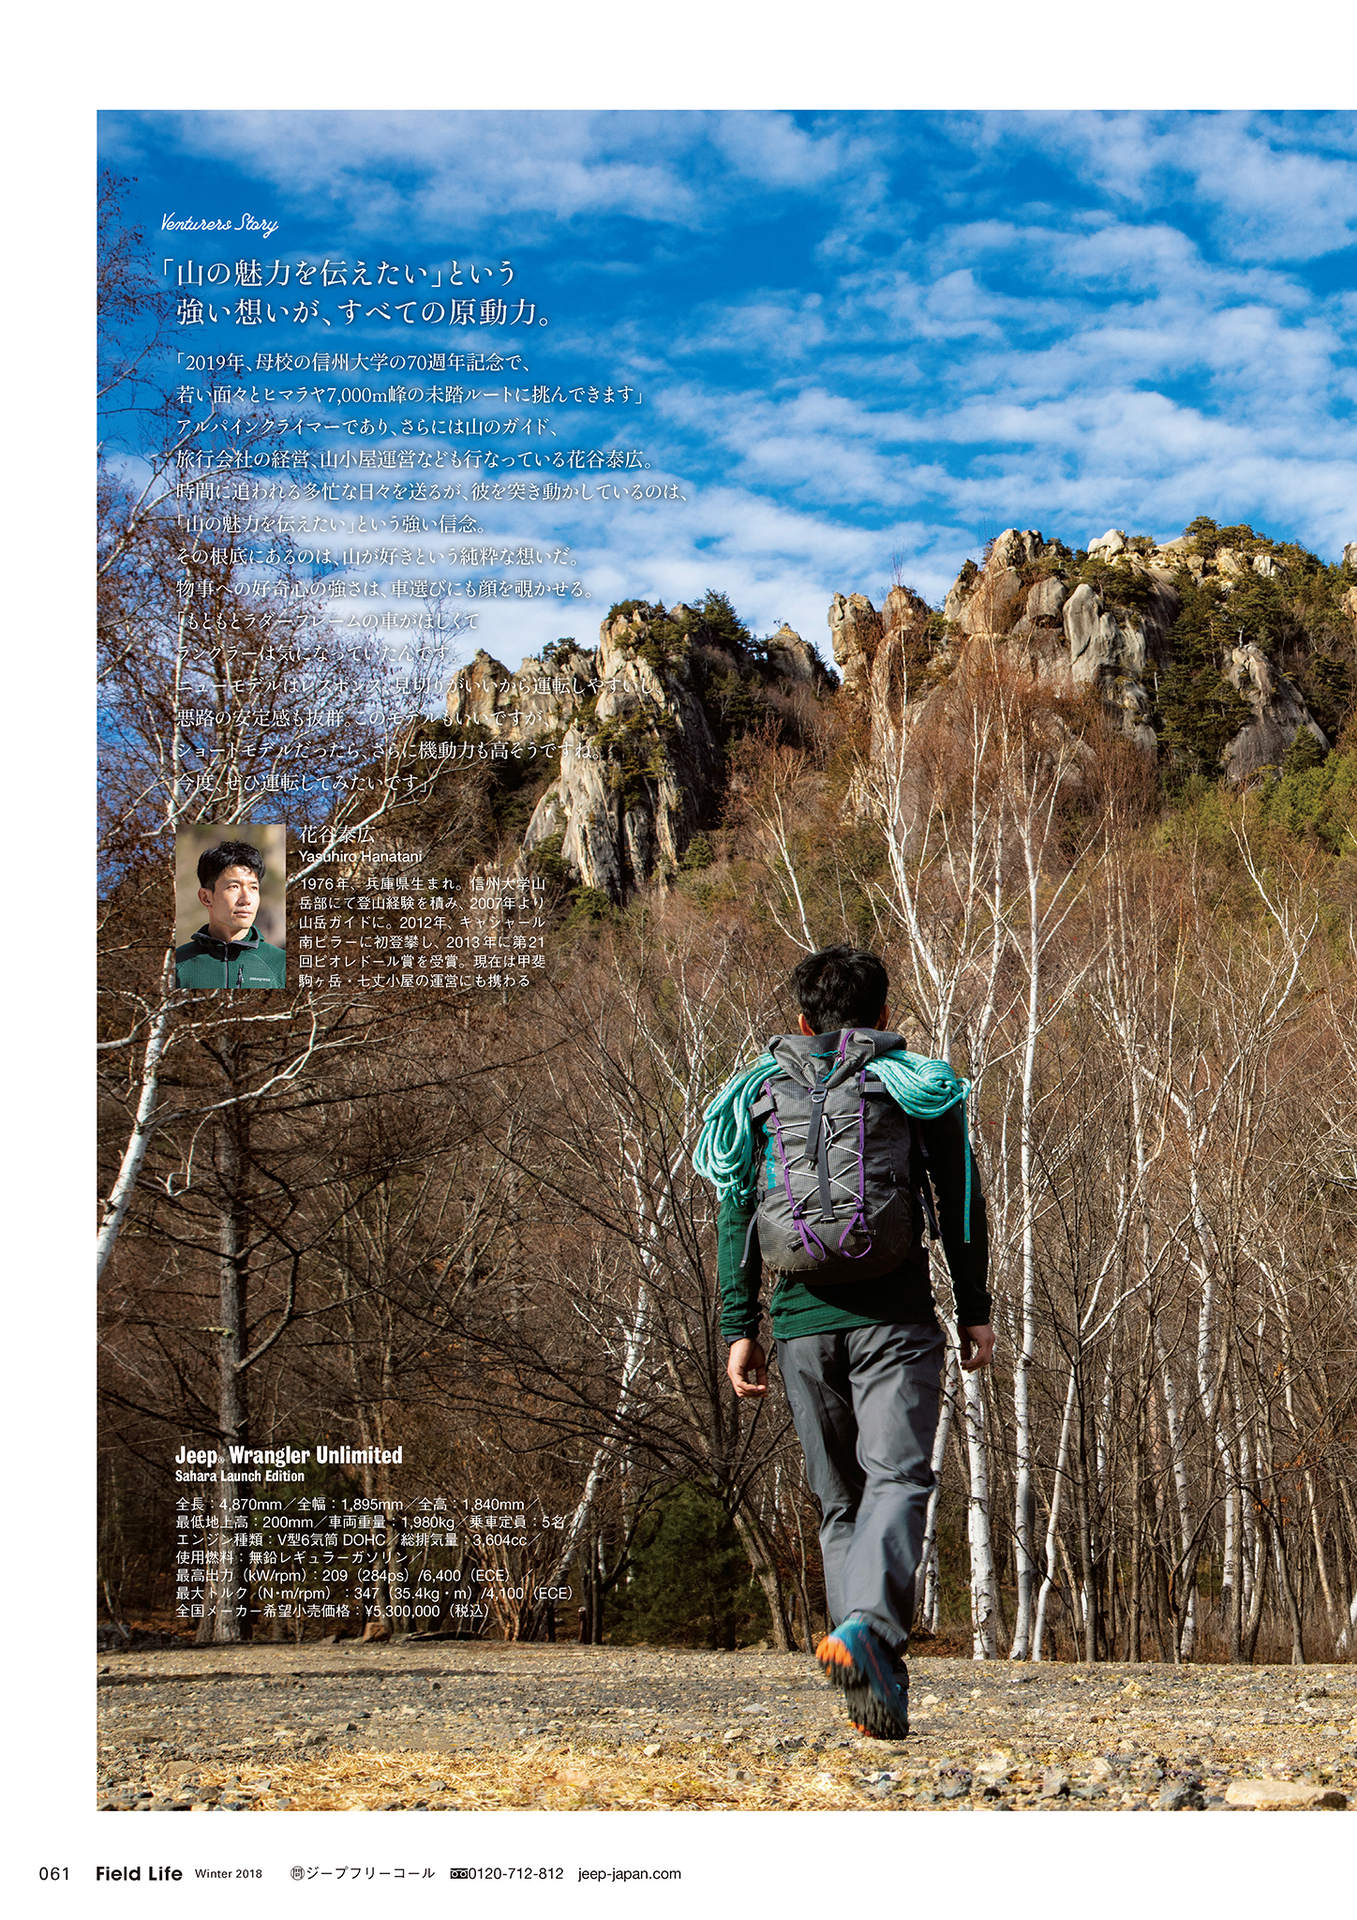 Venturers Story
「山の魅力を伝えたい」という
強い想いが、すべての原動力。
「2019年、母校の信州大学の70週年記念で、
若い面々とヒマラヤ7,000m峰の未踏ルートに挑んできます」
アルパインクライマーであり、さらには山のガイド、
旅行会社の経営、山小屋運営なども行なっている花谷泰広。
時間に追われる多忙な日々を送るが、彼を突き動かしているのは、
「山の魅力を伝えたい」という強い信念。
その根底にあるのは、山が好きという純粋な想いだ。
物事への好奇心の強さは、車選びにも顔を覗かせる。
「もともとラダーフレームの車がほしくて
ラングラーは気になっていたんです。
ニューモデルはレスポンス、見切りがいいから運転しやすいし、
悪路の安定感も抜群。このモデルもいいですが、
ショートモデルだったら、さらに機動力も高そうですね。
今度、ぜひ運転してみたいです」
花谷泰広
Yasuhiro Hanatani
1976年、兵庫県生まれ。信州大学山
岳部にて登山経験を積み、2007年より
山岳ガイドに。2012年、キャシャール
南ピラーに初登攀し、2013年に第21
回ピオレドール賞を受賞。現在は甲斐
駒ヶ岳・七丈小屋の運営にも携わる
Jeep® Wrangler Unlimited
Sahara Launch Edition
全長：4,870mm／全幅：1,895mm／全高：1,840mm／
最低地上高：200mm／車両重量：1,980kg／乗車定員：5名／
エンジン種類：V型6気筒 DOHC／総排気量：3,604cc／
使用燃料：無鉛レギュラーガソリン／
最高出力（kW/rpm）：209（284ps）/6,400（ECE）／
最大トルク（N･m/rpm）：347（35.4kg・m）/4,100（ECE）
全国メーカー希望小売価格：¥5,300,000（税込）
061 Field Life Winter 2018 ㉄ジープフリーコール 0120-712-812 jeep-japan.com